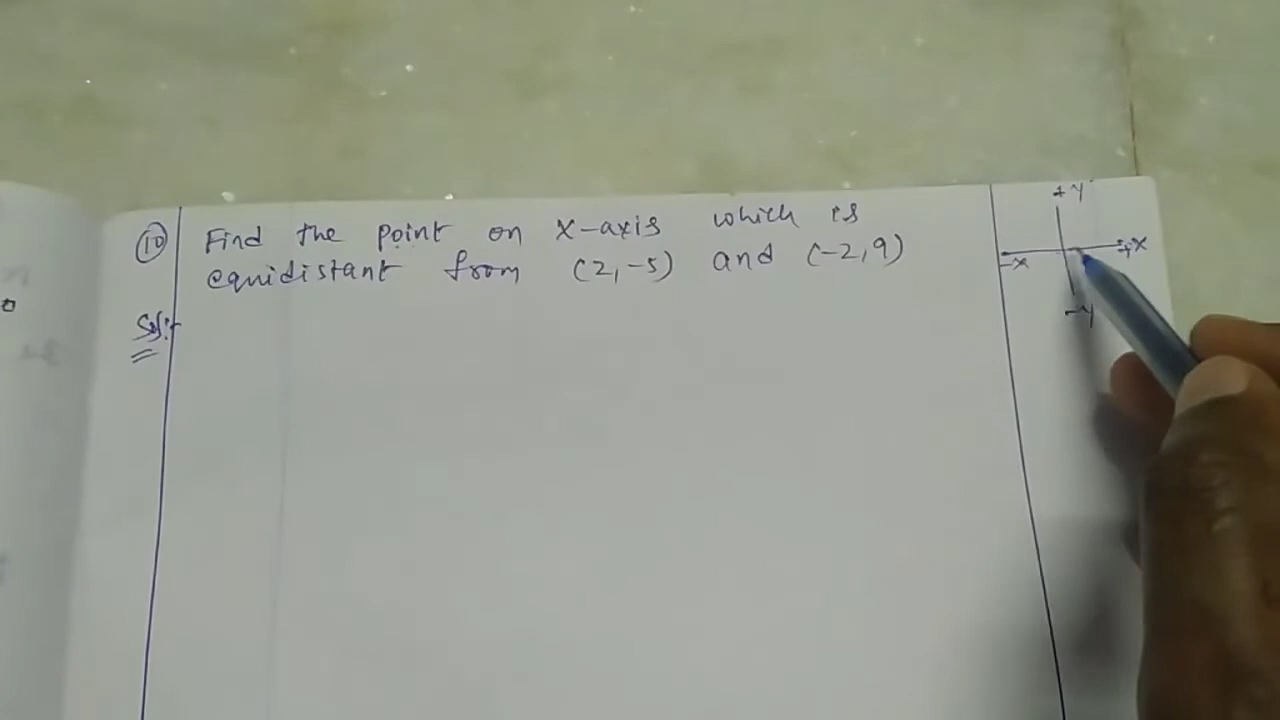 10 Find the point on x-axis which is
equidistant from (2,-5) and (-2,9)
Sol:-
+y
-x
+x
-y